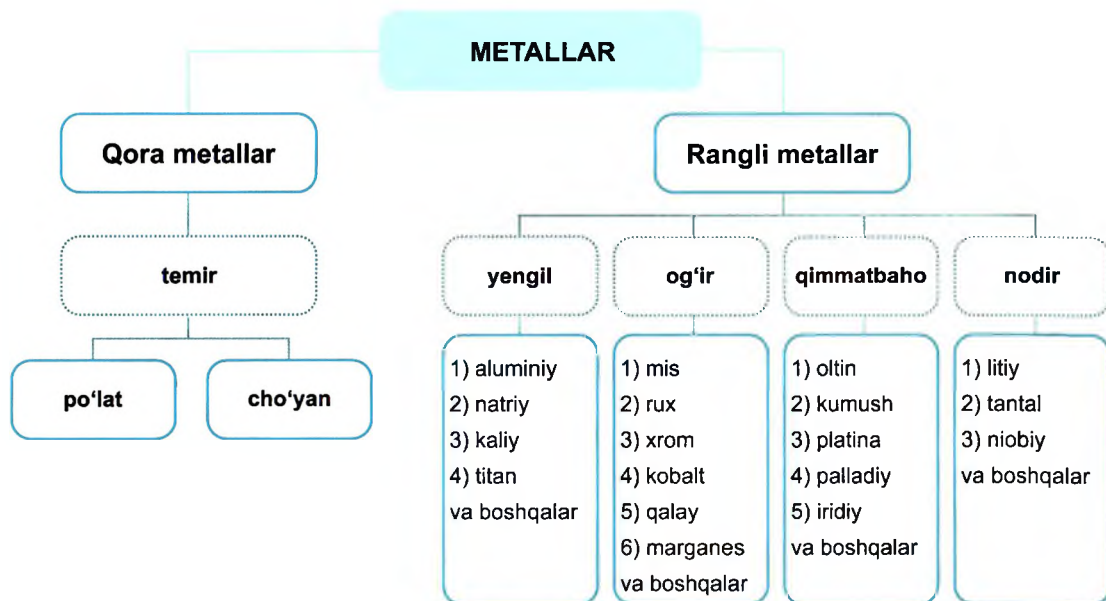 METALLAR
Qora metallar
Rangli metallar
temir
yengil
og‘ir
qimmatbaho
nodir
po‘lat
cho‘yan
1) aluminiy
2) natriy
3) kaliy
4) titan
va boshqalar
1) mis
2) rux
3) xrom
4) kobalt
5) qalay
6) marganes
va boshqalar
1) oltin
2) kumush
3) platina
4) palladiy
5) iridiy
va boshqalar
1) litiy
2) tantal
3) niobiy
va boshqalar